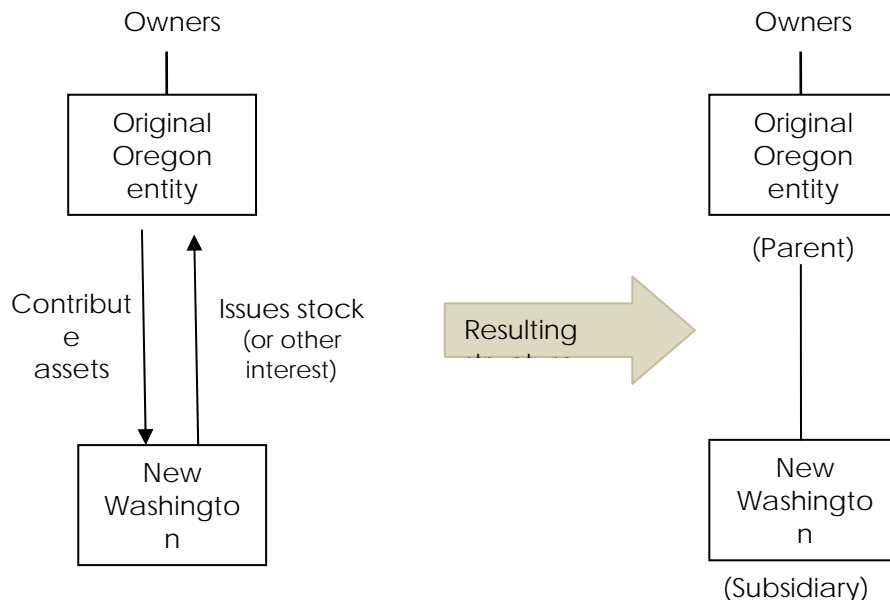 Owners
Original
Oregon
entity
Contribut
e
assets
Issues stock
(or other
interest)
New
Washingto
n
Resulting
Owners
Original
Oregon
entity
(Parent)
New
Washingto
n
(Subsidiary)